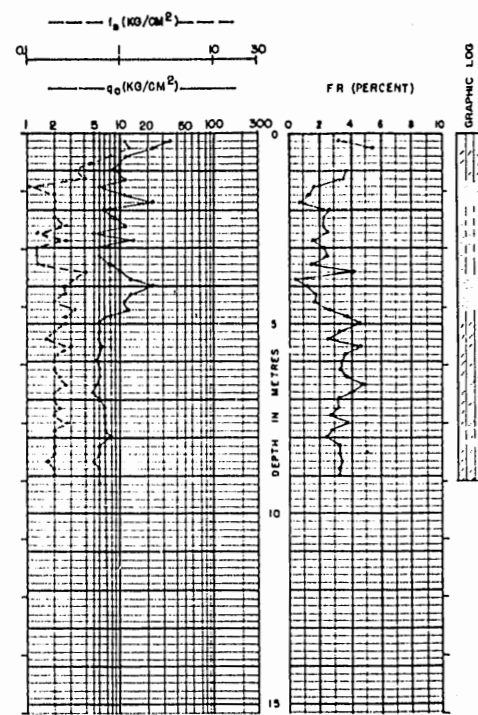 fs (KG/CM²)
.1 1 10 30
qc (KG/CM²)
1 2 5 10 20 50 100 300
FR (PERCENT)
0 2 4 6 8 10
GRAPHIC LOG
0
5
10
15
DEPTH IN METRES